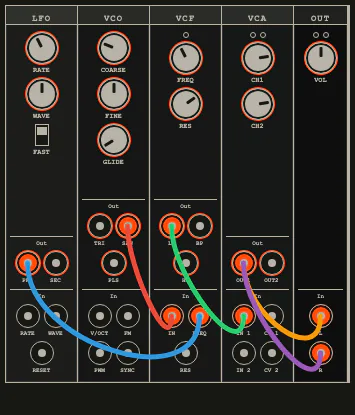 LFO VCO VCF VCA OUT
RATE COARSE FREQ CH1 VOL
WAVE FINE RES CH2
FAST GLIDE
Out Out
TRI BP
Out Out
SEC PLS OUT2
In In In In In
RATE WAVE V/OCT FM IN IN 1
RESET PWM SYNC RES IN 2 CV 2 R